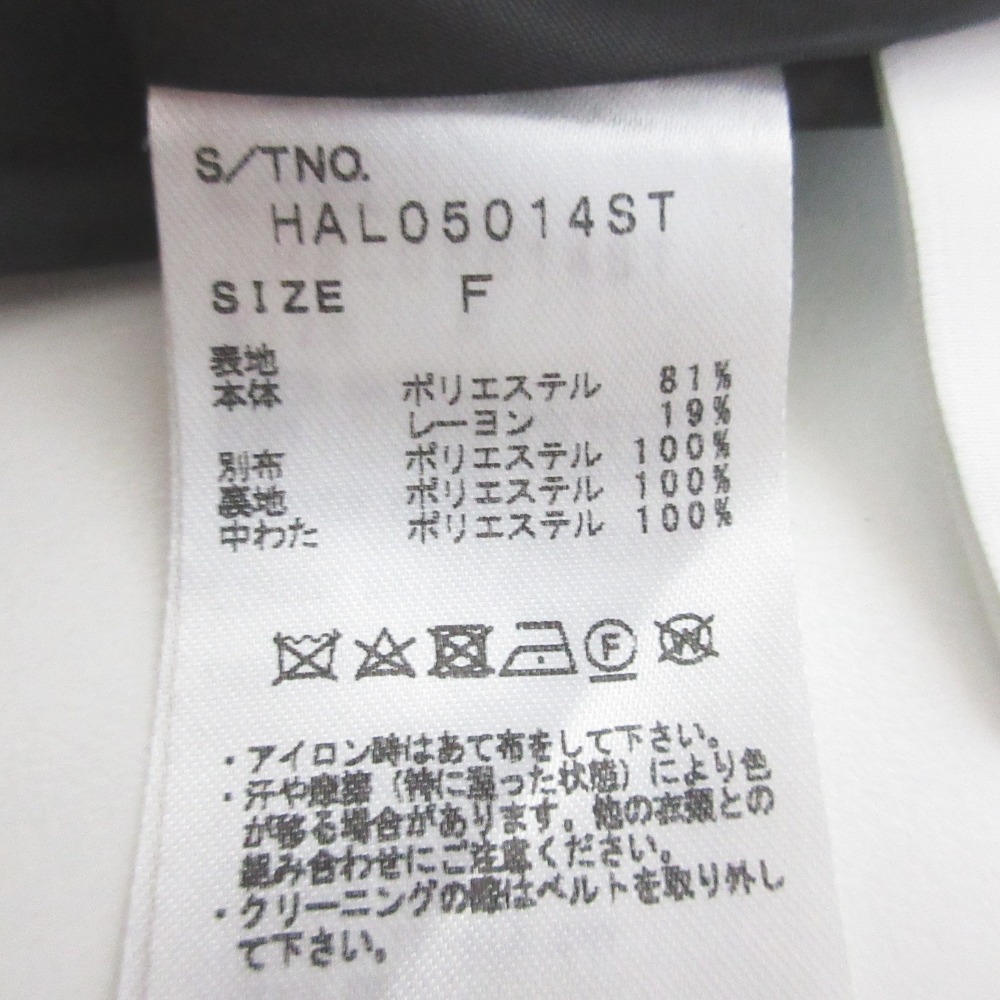 S/TNO.
HAL05014ST
SIZE F
表地
本体 ポリエステル 81%
レーヨン 19%
別布 ポリエステル 100%
裏地 ポリエステル 100%
中わた ポリエステル 100%
F
W
・アイロン時はあて布をして下さい。
・汗や摩擦(特に湿った状態)により色
が移る場合があります。他の衣類との
組み合わせにご注意ください。
・クリーニングの際はベルトを取り外し
て下さい。